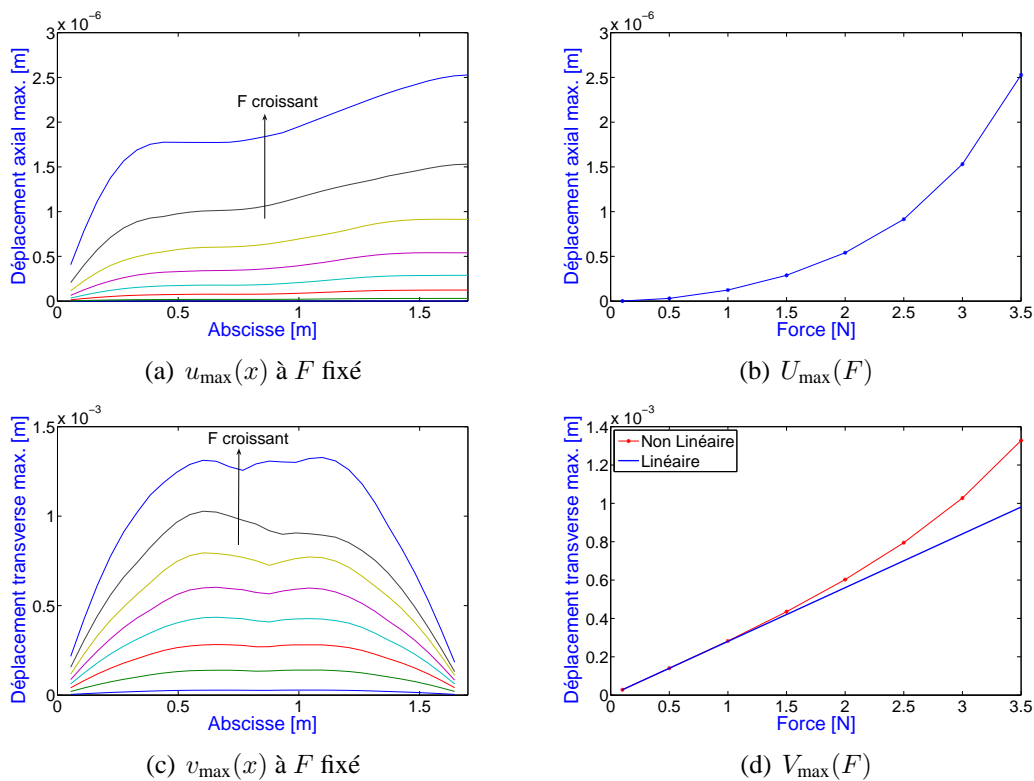 x 10⁻⁶
3
2.5
2
1.5
1
0.5
0
0 0.5 1 1.5
Déplacement axial max. [m]
F croissant
Abscisse [m]
(a) u_max(x) à F fixé
x 10⁻⁶
3
2.5
2
1.5
1
0.5
0
0 0.5 1 1.5 2 2.5 3 3.5
Déplacement axial max. [m]
Force [N]
(b) U_max(F)
x 10⁻³
1.5
1
0.5
0
0 0.5 1 1.5
Déplacement transverse max. [m]
F croissant
Abscisse [m]
(c) v_max(x) à F fixé
x 10⁻³
1.4
1.2
1
0.8
0.6
0.4
0.2
0
0 0.5 1 1.5 2 2.5 3 3.5
Déplacement transverse max. [m]
Non Linéaire
Linéaire
Force [N]
(d) V_max(F)